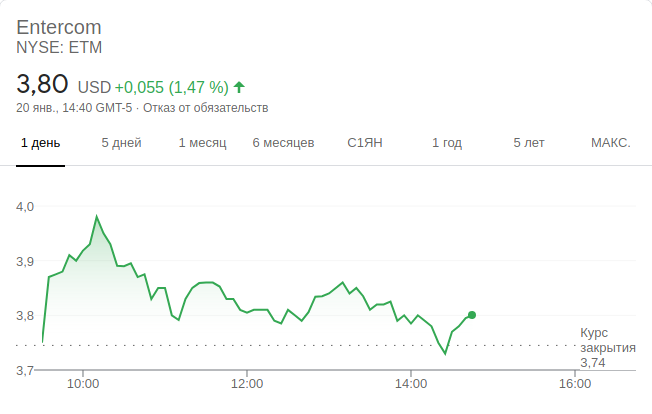 Entercom
NYSE: ETM
3,80 USD +0,055 (1,47 %)
20 янв., 14:40 GMT-5 · Отказ от обязательств
1 день 5 дней 1 месяц 6 месяцев С1ЯН 1 год 5 лет МАКС.
4,0
3,9
3,8
Курс
закрытия
3,74
3,7
10:00 12:00 14:00 16:00